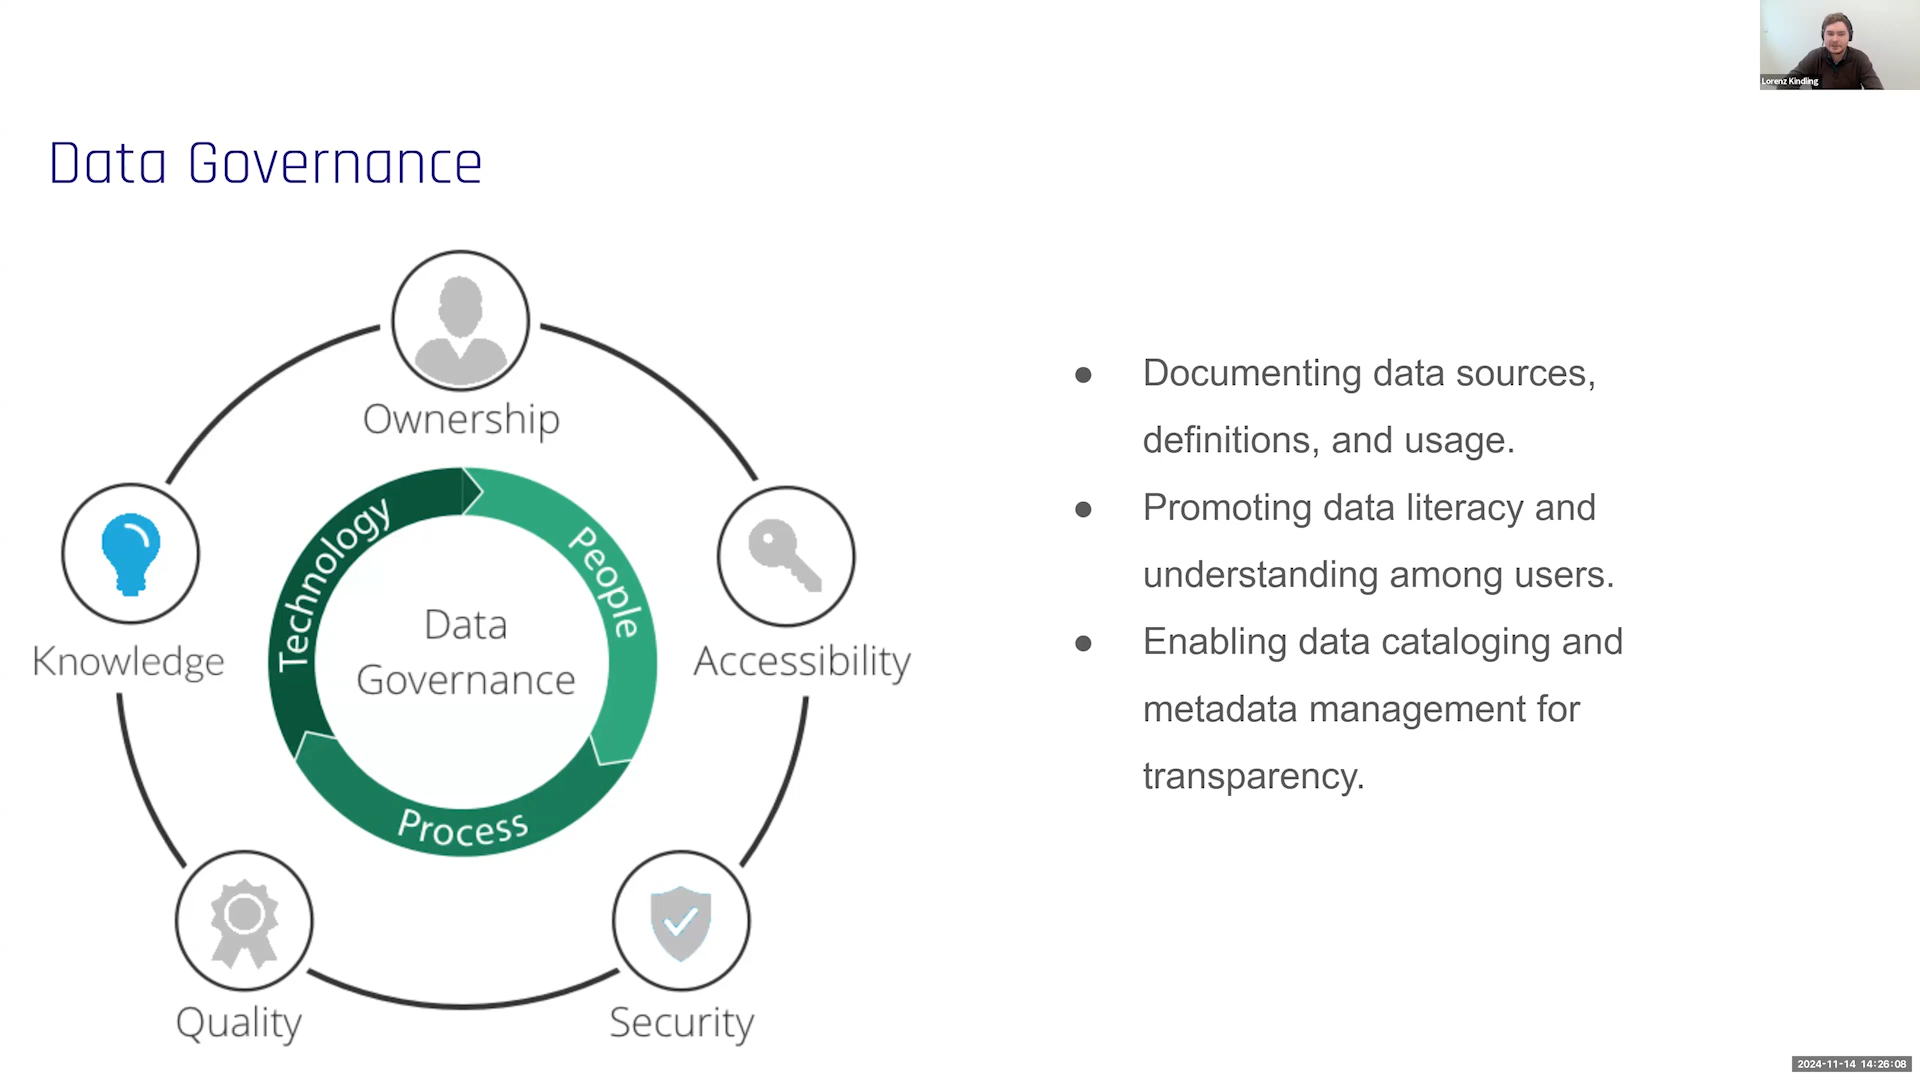 Lorenz Kindling
Data Governance
Ownership
Knowledge
Technology
People
Data
Governance
Accessibility
Process
Quality
Security
● Documenting data sources,
definitions, and usage.
● Promoting data literacy and
understanding among users.
● Enabling data cataloging and
metadata management for
transparency.
2024-11-14 14:26:08